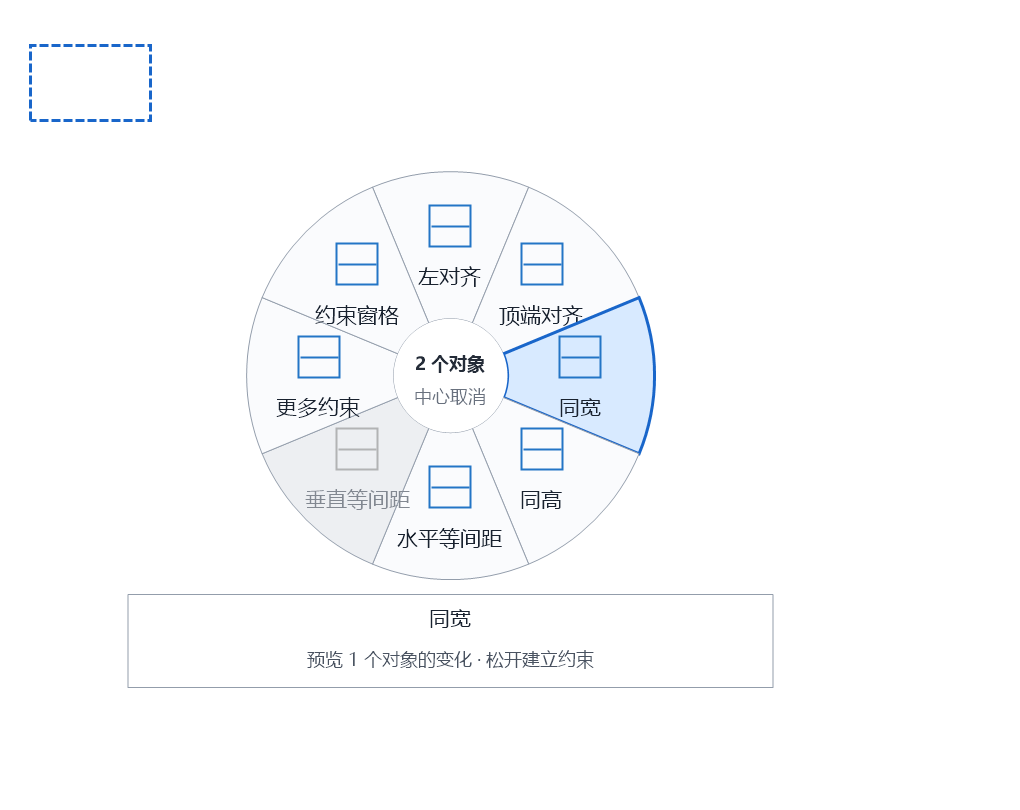 左对齐
约束窗格
顶端对齐
2 个对象
中心取消
更多约束
同宽
垂直等间距
同高
水平等间距
同宽
预览 1 个对象的变化 · 松开建立约束